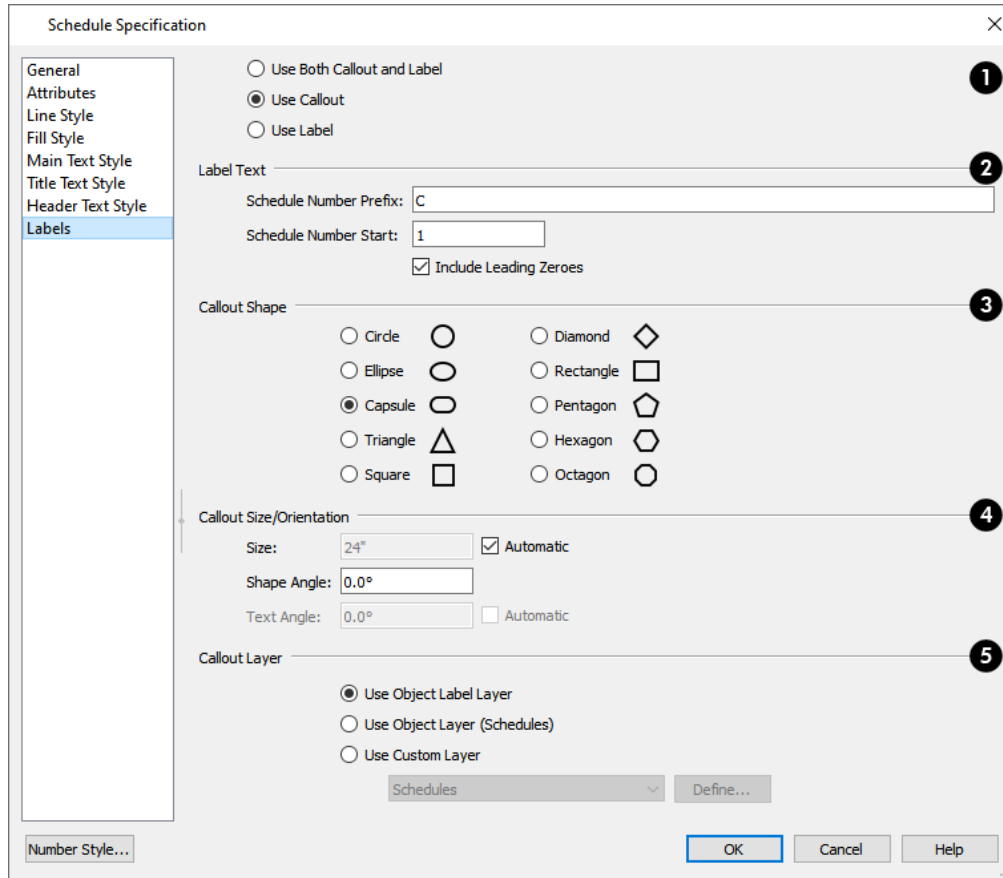 Schedule Specification
General
Attributes
Line Style
Fill Style
Main Text Style
Title Text Style
Header Text Style
Labels
Use Both Callout and Label
1
Use Callout
Use Label
Label Text
2
Schedule Number Prefix: C
Schedule Number Start: 1
Include Leading Zeroes
Callout Shape
3
Circle
Diamond
Ellipse
Rectangle
Capsule
Pentagon
Triangle
Hexagon
Square
Octagon
Callout Size/Orientation
4
Size: 24" Automatic
Shape Angle: 0.0°
Text Angle: 0.0° Automatic
Callout Layer
5
Use Object Label Layer
Use Object Layer (Schedules)
Use Custom Layer
Schedules Define...
Number Style... OK Cancel Help